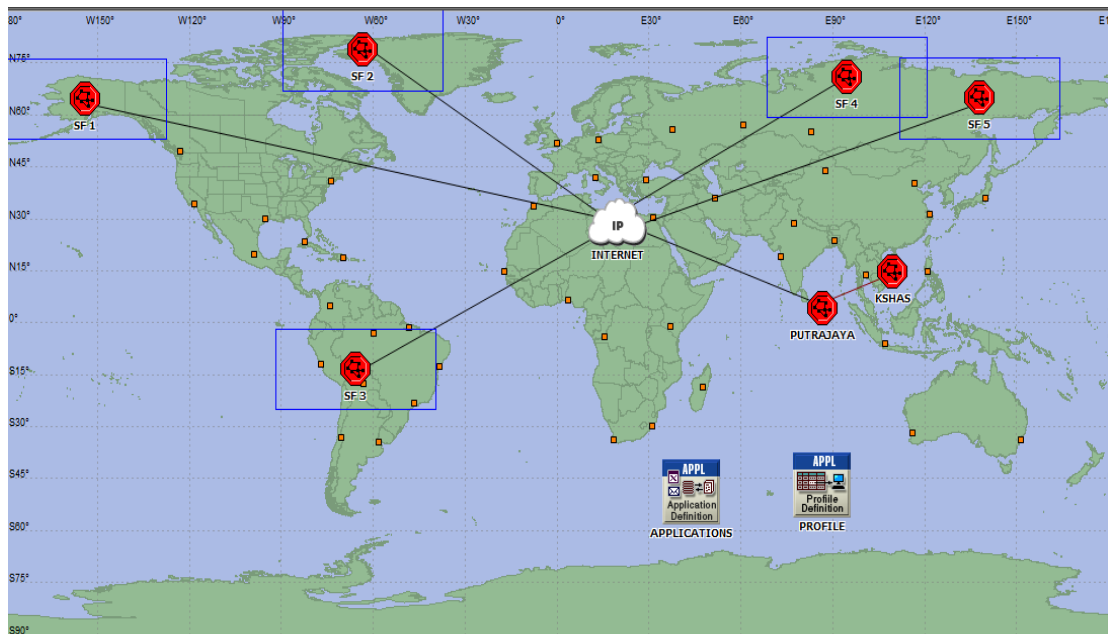 80° W150° W120° W90° W60° W30° 0° E30° E60° E90° E120° E150° E1
N75°
N60°
N45°
N30°
N15°
0°
S15°
S30°
S45°
S60°
S75°
S90°
SF 1
SF 2
SF 4
SF 5
IP
INTERNET
KSHAS
PUTRAJAYA
SF 3
APPL
Application
Definition
APPLICATIONS
APPL
Profile
Definition
PROFILE